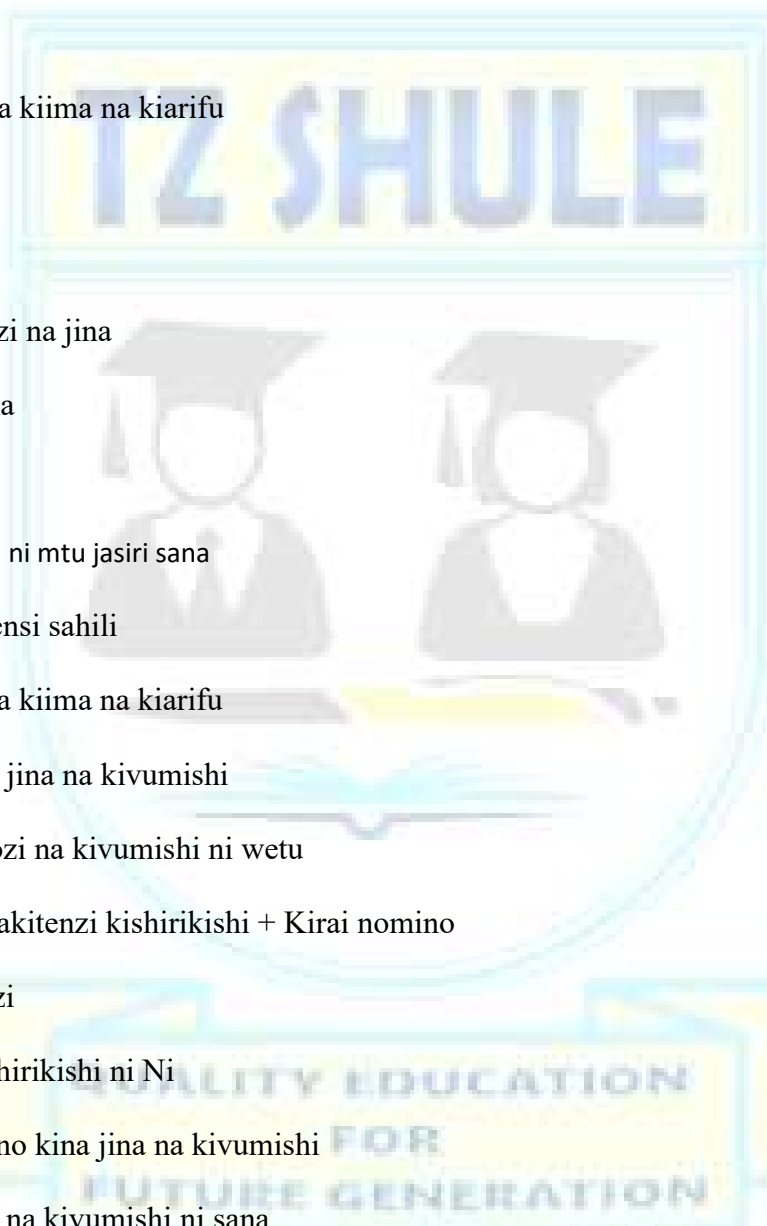 TZ SHULE
a kiima na kiarifu
zi na jina
a
ni mtu jasiri sana
ensi sahili
a kiima na kiarifu
jina na kivumishi
ozi na kivumishi ni wetu
akitenzi kishirikishi + Kirai nomino
zi
hirikishi ni Ni
QUALITY EDUCATION
no kina jina na kivumishi
FOR
FUTURE GENERATION
na kivumishi ni sana